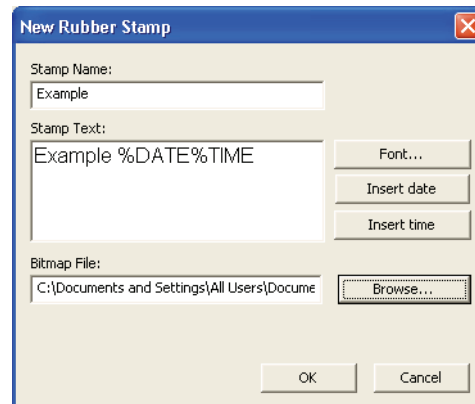 New Rubber Stamp
Stamp Name:
Example
Stamp Text:
Example %DATE%TIME
Font...
Insert date
Insert time
Bitmap File:
C:\Documents and Settings\All Users\Docume
Browse...
OK
Cancel